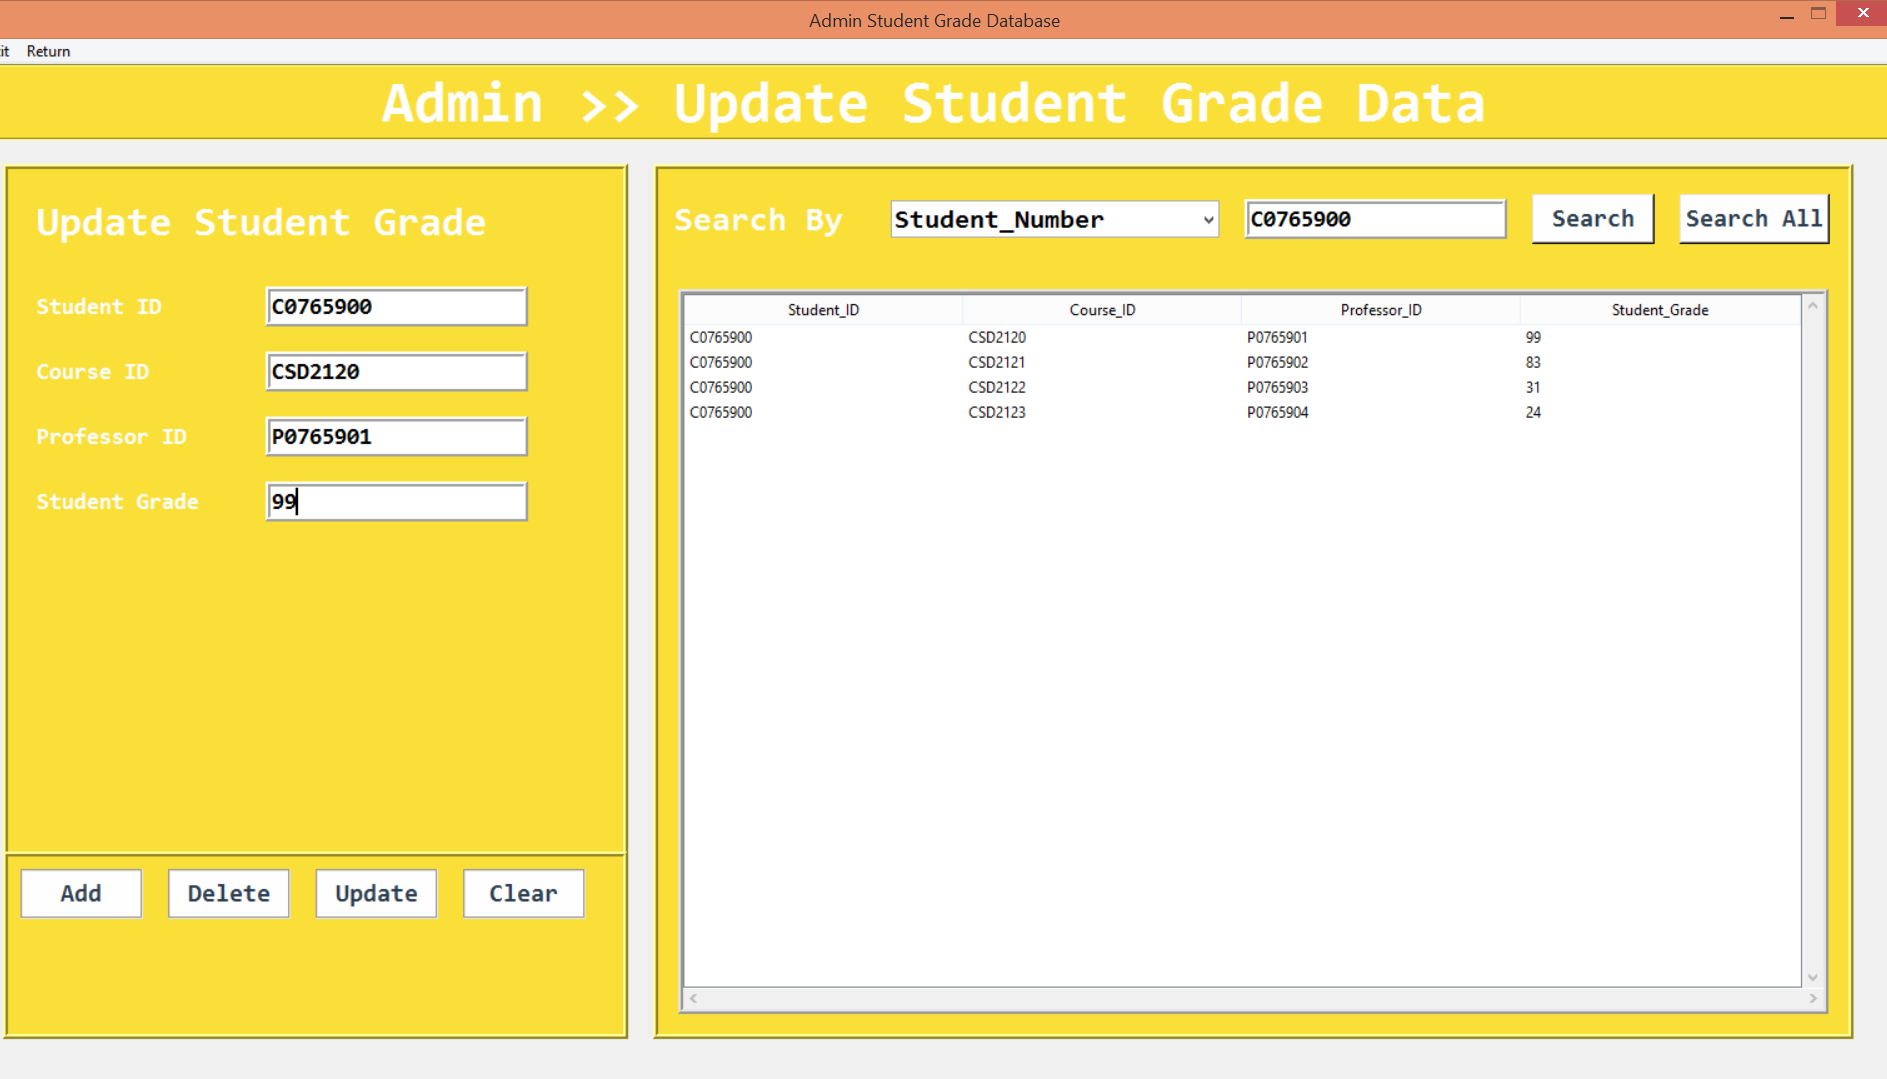 Admin Student Grade Database
it Return
Admin >> Update Student Grade Data
Update Student Grade
Student ID C0765900
Course ID CSD2120
Professor ID P0765901
Student Grade 99
Add Delete Update Clear
Search By Student_Number C0765900 Search Search All
Student_ID Course_ID Professor_ID Student_Grade
C0765900 CSD2120 P0765901 99
C0765900 CSD2121 P0765902 83
C0765900 CSD2122 P0765903 31
C0765900 CSD2123 P0765904 24